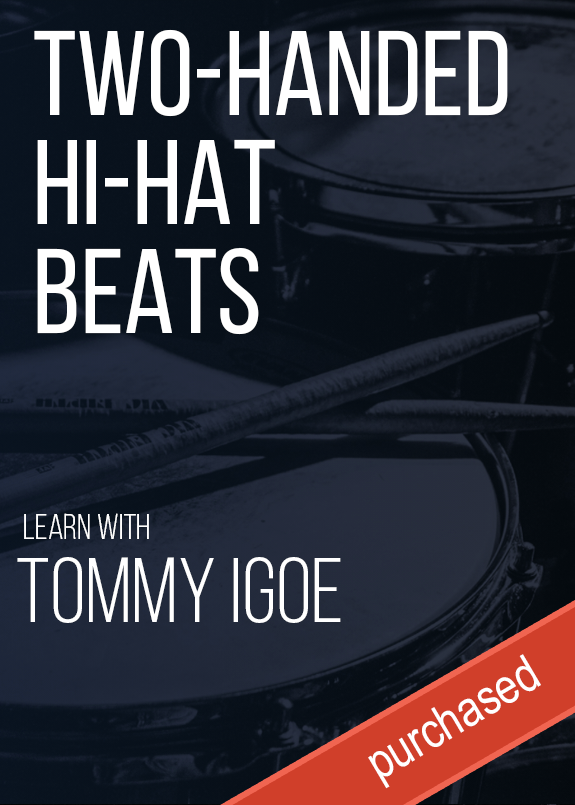 TWO-HANDED
HI-HAT
BEATS
LEARN WITH
TOMMY IGOE
purchased